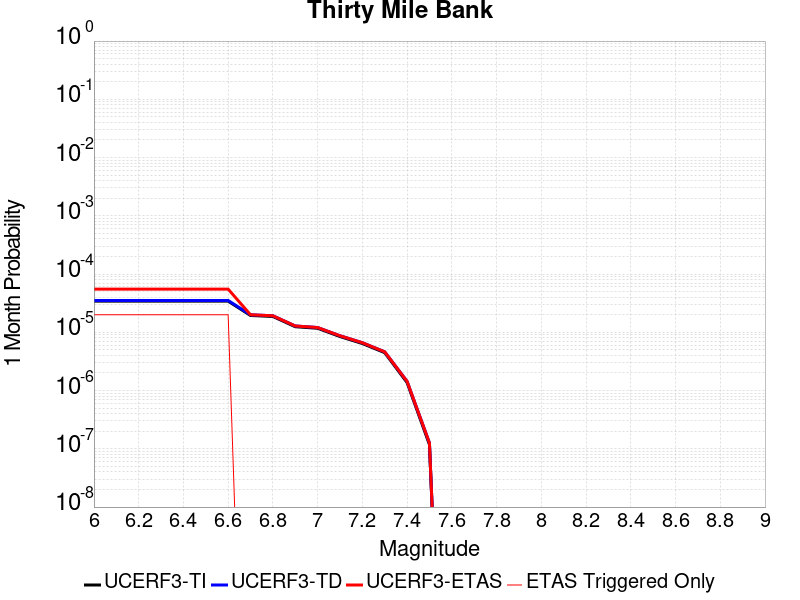 Thirty Mile Bank
10 0
10 -1
10 -2
10 -3
10 -4
10 -5
10 -6
10 -7
10 -8
1 Month Probability
6 6.2 6.4 6.6 6.8 7 7.2 7.4 7.6 7.8 8 8.2 8.4 8.6 8.8 9
Magnitude
UCERF3-TI UCERF3-TD UCERF3-ETAS ETAS Triggered Only